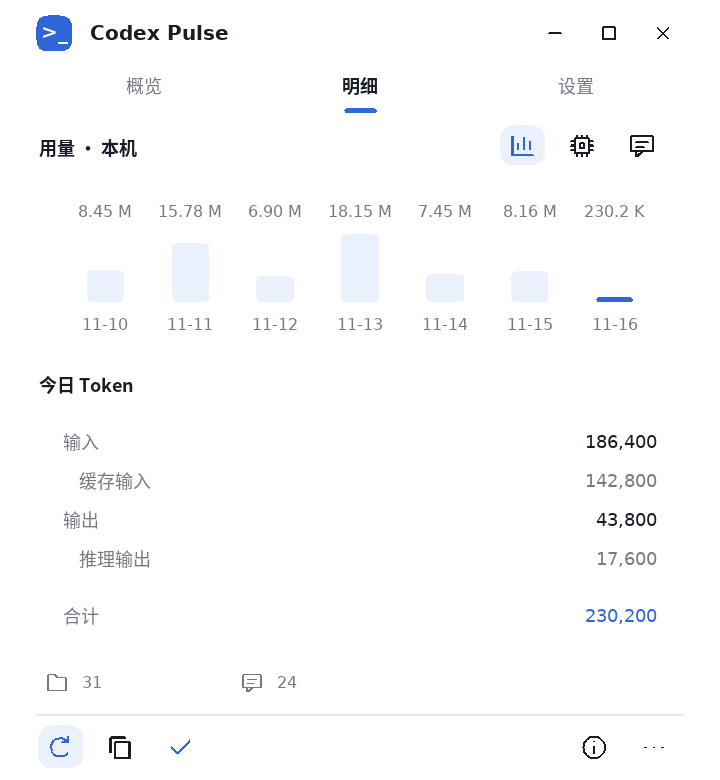 >_ Codex Pulse
概览 明细 设置
用量 · 本机
8.45 M 15.78 M 6.90 M 18.15 M 7.45 M 8.16 M 230.2 K
11-10 11-11 11-12 11-13 11-14 11-15 11-16
今日 Token
输入 186,400
缓存输入 142,800
输出 43,800
推理输出 17,600
合计 230,200
31 24